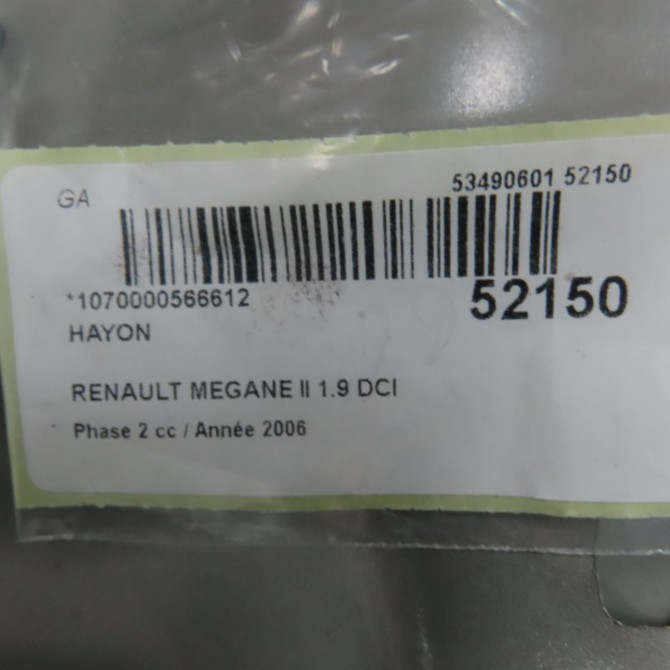 GA
53490601 52150
*1070000566612
52150
HAYON
RENAULT MEGANE II 1.9 DCI
Phase 2 cc / Année 2006